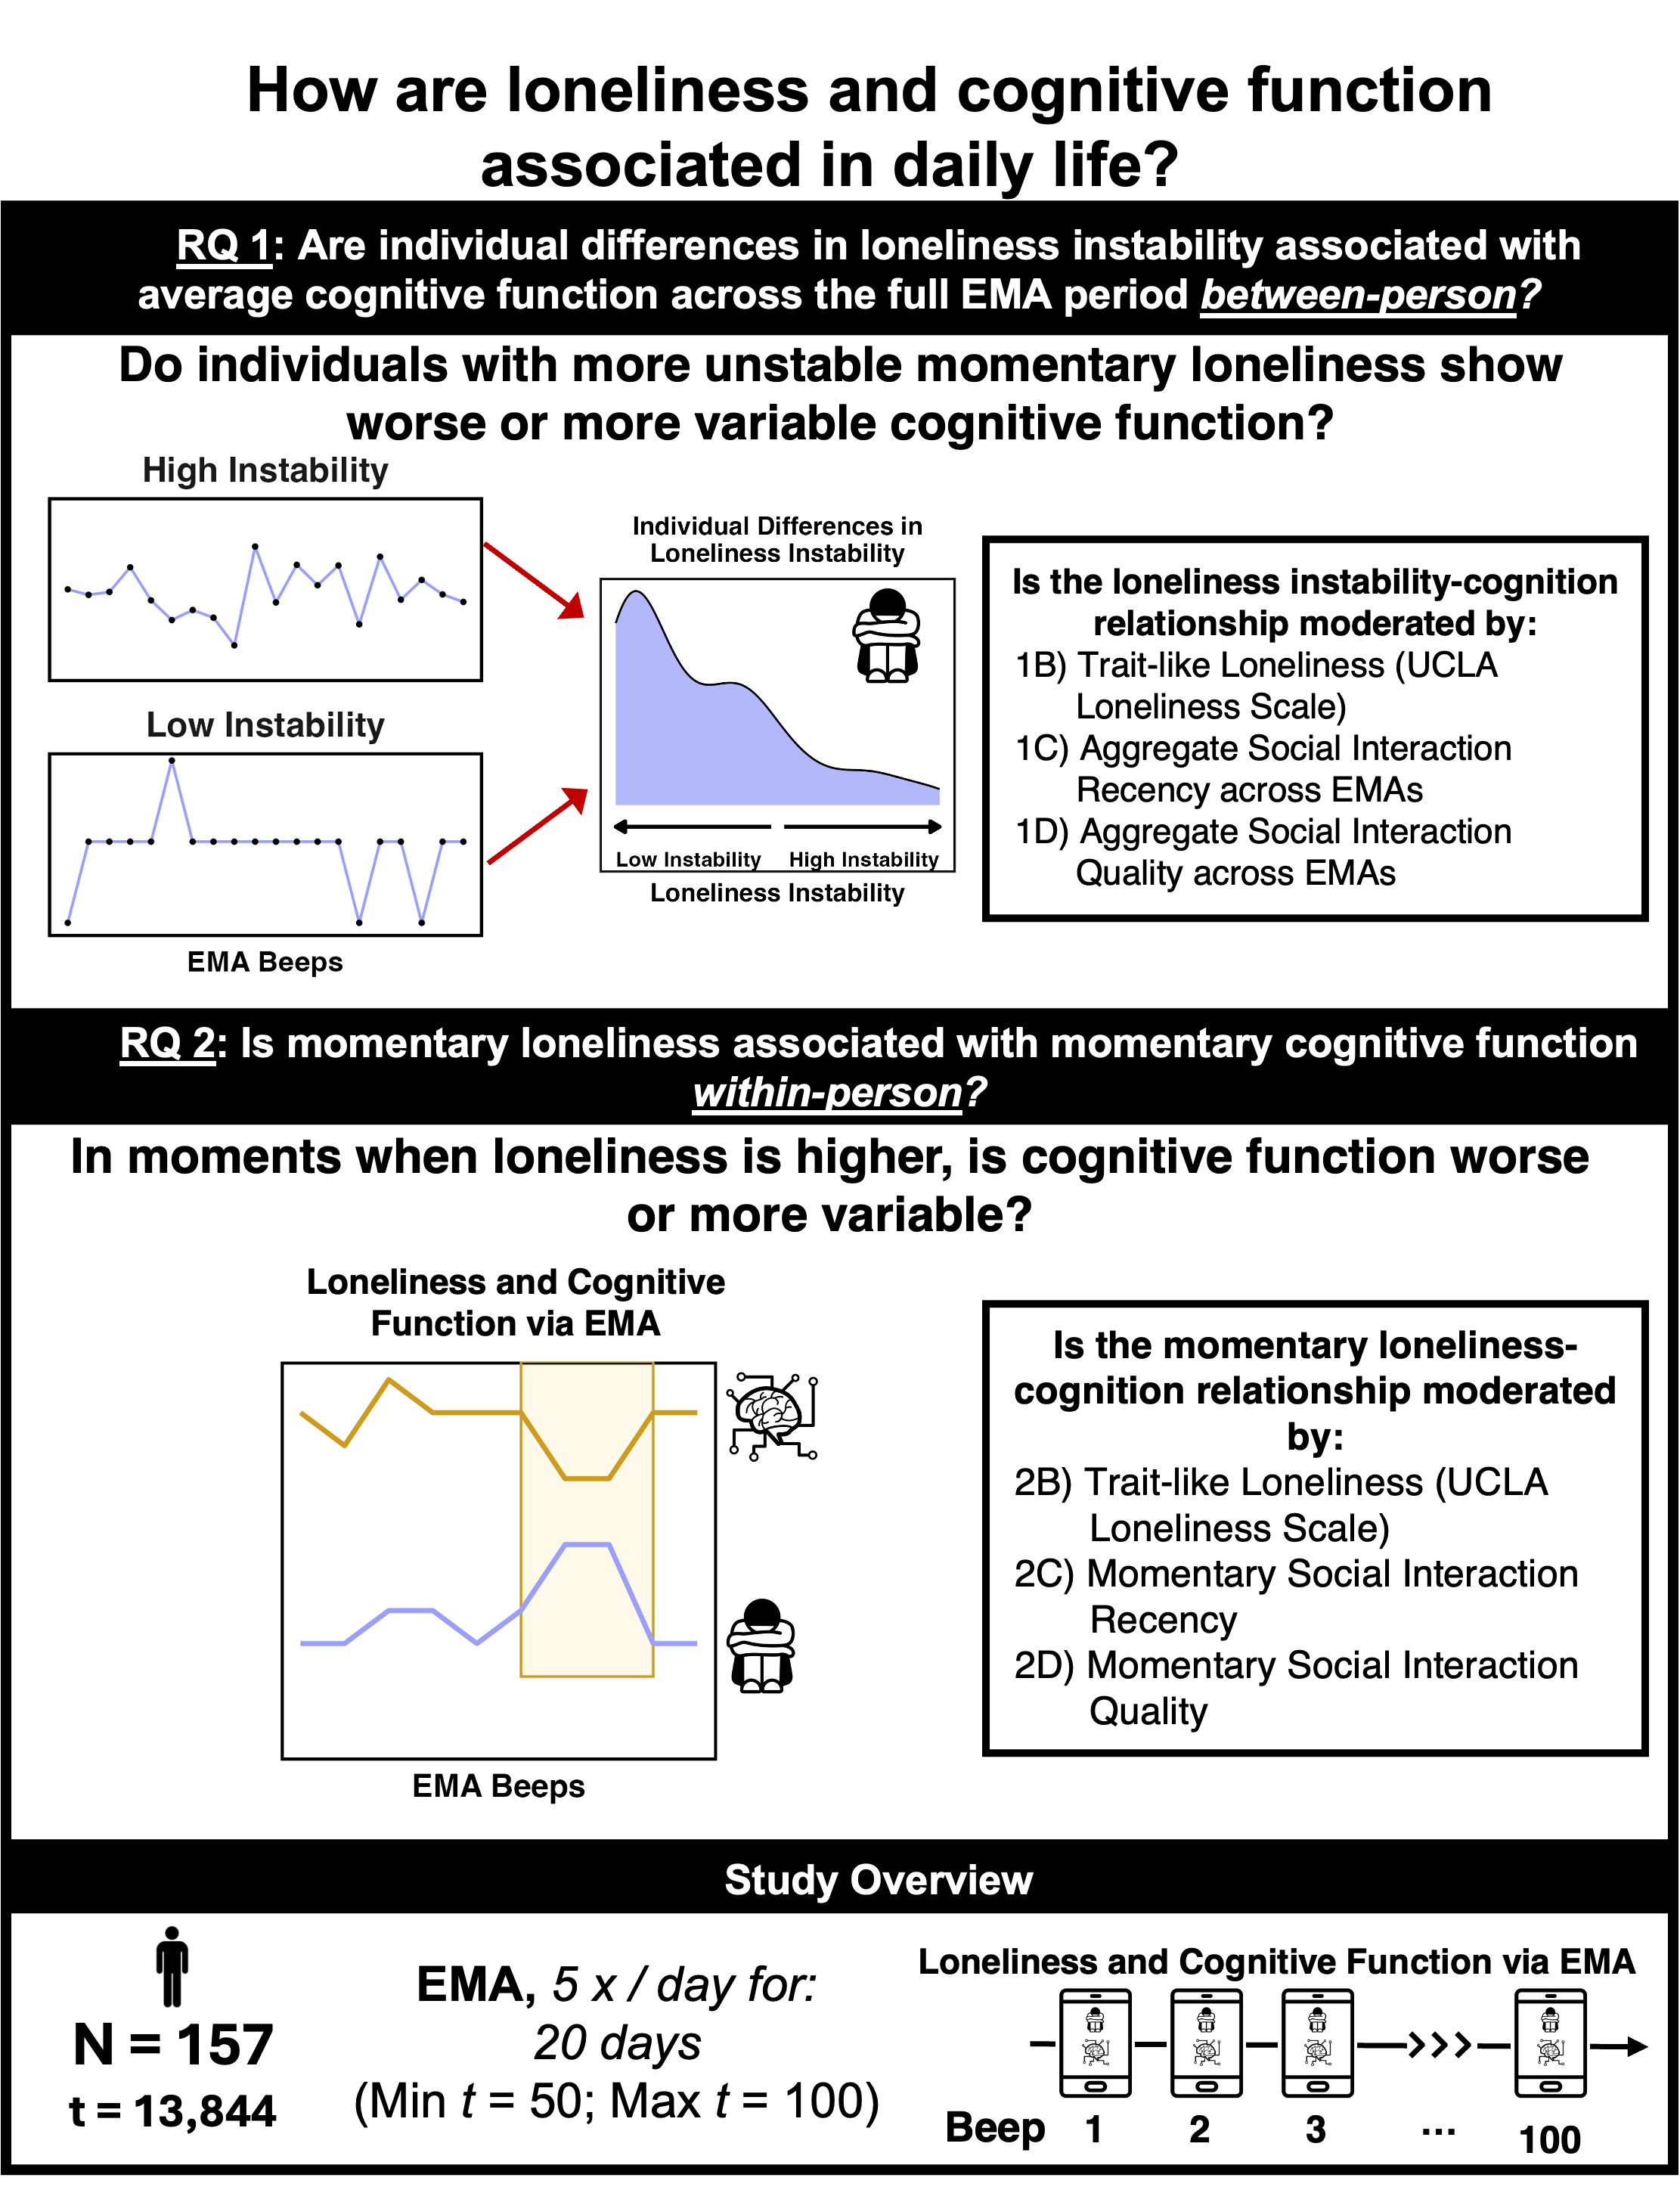 How are loneliness and cognitive function
associated in daily life?
RQ 1: Are individual differences in loneliness instability associated with
average cognitive function across the full EMA period between-person?
Do individuals with more unstable momentary loneliness show
worse or more variable cognitive function?
High Instability
Low Instability
EMA Beeps
Individual Differences in
Loneliness Instability
Low Instability
High Instability
Loneliness Instability
Is the loneliness instability-cognition
relationship moderated by:
1B) Trait-like Loneliness (UCLA
Loneliness Scale)
1C) Aggregate Social Interaction
Recency across EMAs
1D) Aggregate Social Interaction
Quality across EMAs
RQ 2: Is momentary loneliness associated with momentary cognitive function
within-person?
In moments when loneliness is higher, is cognitive function worse
or more variable?
Loneliness and Cognitive
Function via EMA
EMA Beeps
Is the momentary loneliness-
cognition relationship moderated
by:
2B) Trait-like Loneliness (UCLA
Loneliness Scale)
2C) Momentary Social Interaction
Recency
2D) Momentary Social Interaction
Quality
Study Overview
N = 157
t = 13,844
EMA, 5 x / day for:
20 days
(Min t = 50; Max t = 100)
Loneliness and Cognitive Function via EMA
Beep 1 2 3 ... 100